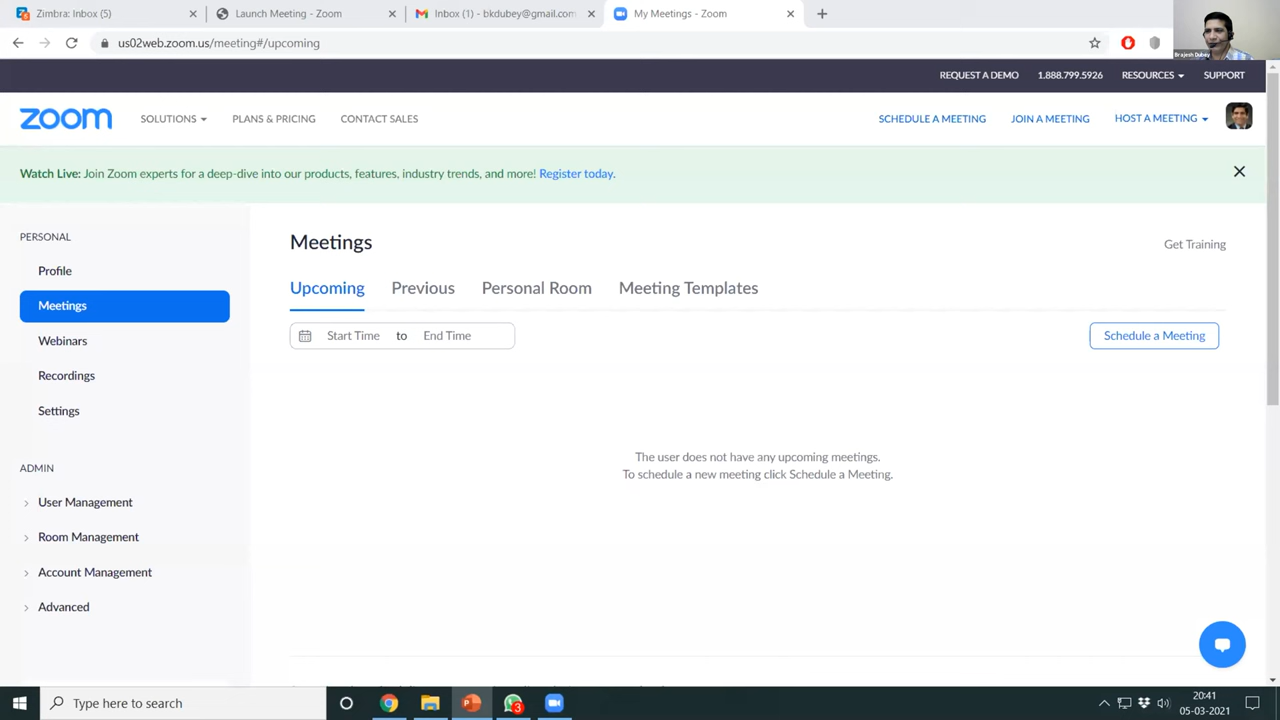 Zimbra: Inbox (5)
Launch Meeting - Zoom
Inbox (1) - bkdubey@gmail.com
My Meetings - Zoom
us02web.zoom.us/meeting#/upcoming
Brajesh Dubey
REQUEST A DEMO 1.888.799.5926 RESOURCES SUPPORT
zoom SOLUTIONS PLANS & PRICING CONTACT SALES SCHEDULE A MEETING JOIN A MEETING HOST A MEETING
Watch Live: Join Zoom experts for a deep-dive into our products, features, industry trends, and more! Register today.
PERSONAL
Profile
Meetings
Webinars
Recordings
Settings
ADMIN
User Management
Room Management
Account Management
Advanced
Meetings
Get Training
Upcoming Previous Personal Room Meeting Templates
Start Time to End Time
Schedule a Meeting
The user does not have any upcoming meetings.
To schedule a new meeting click Schedule a Meeting.
Type here to search
3
20:41
05-03-2021